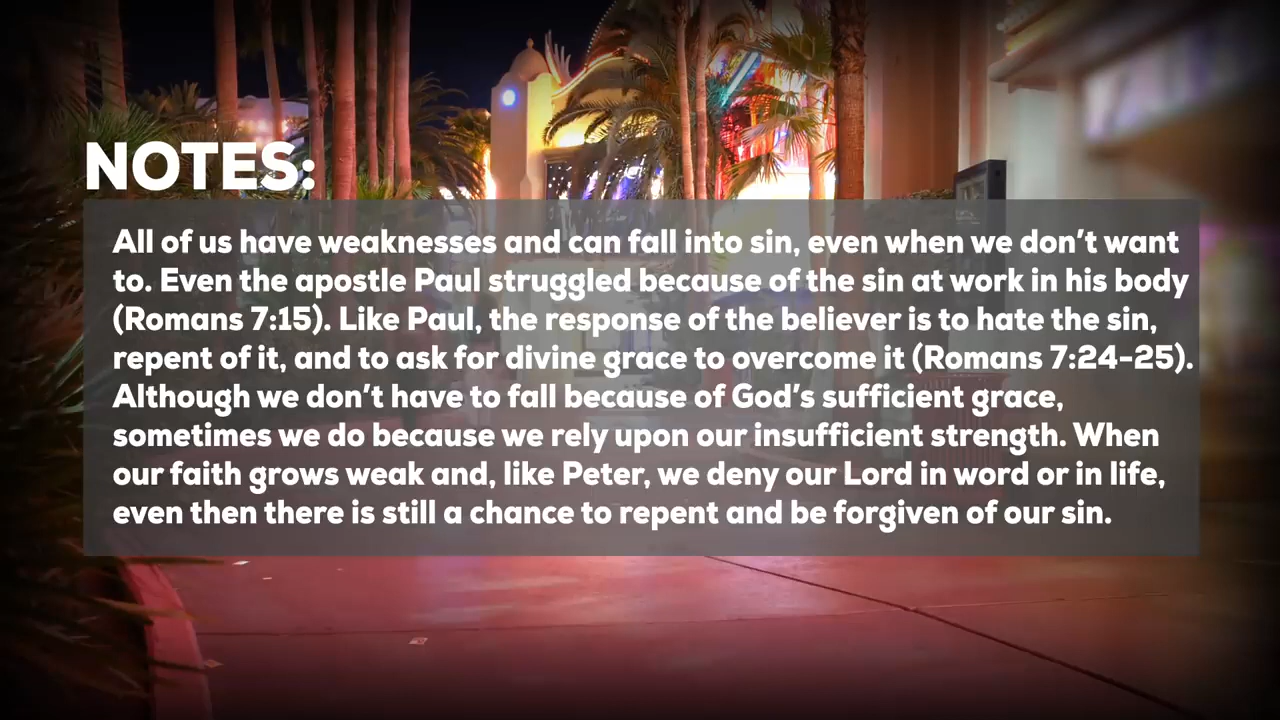 NOTES:
All of us have weaknesses and can fall into sin, even when we don't want
to. Even the apostle Paul struggled because of the sin at work in his body
(Romans 7:15). Like Paul, the response of the believer is to hate the sin,
repent of it, and to ask for divine grace to overcome it (Romans 7:24-25).
Although we don't have to fall because of God's sufficient grace,
sometimes we do because we rely upon our insufficient strength. When
our faith grows weak and, like Peter, we deny our Lord in word or in life,
even then there is still a chance to repent and be forgiven of our sin.